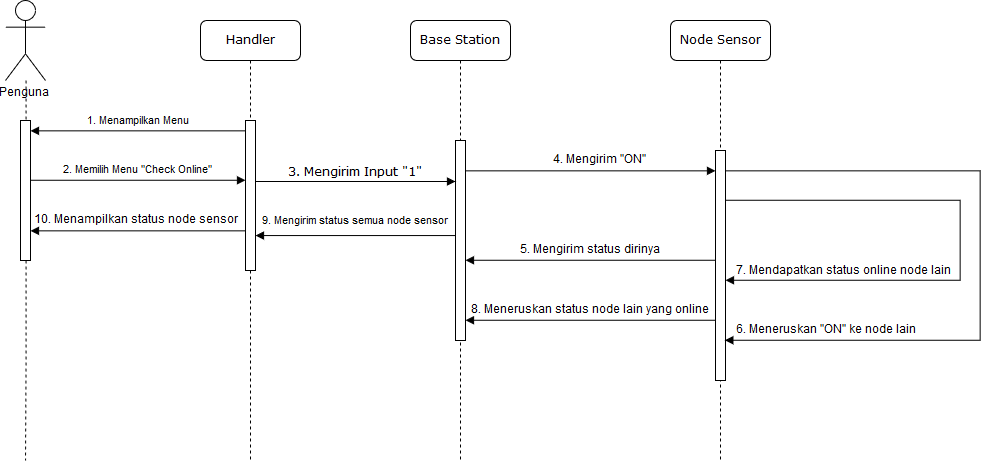 Handler
Base Station
Node Sensor
Penguna
1. Menampilkan Menu
2. Memilih Menu "Check Online"
3. Mengirim Input "1"
4. Mengirim "ON"
10. Menampilkan status node sensor
9. Mengirim status semua node sensor
5. Mengirim status dirinya
7. Mendapatkan status online node lain
8. Meneruskan status node lain yang online
6. Meneruskan "ON" ke node lain